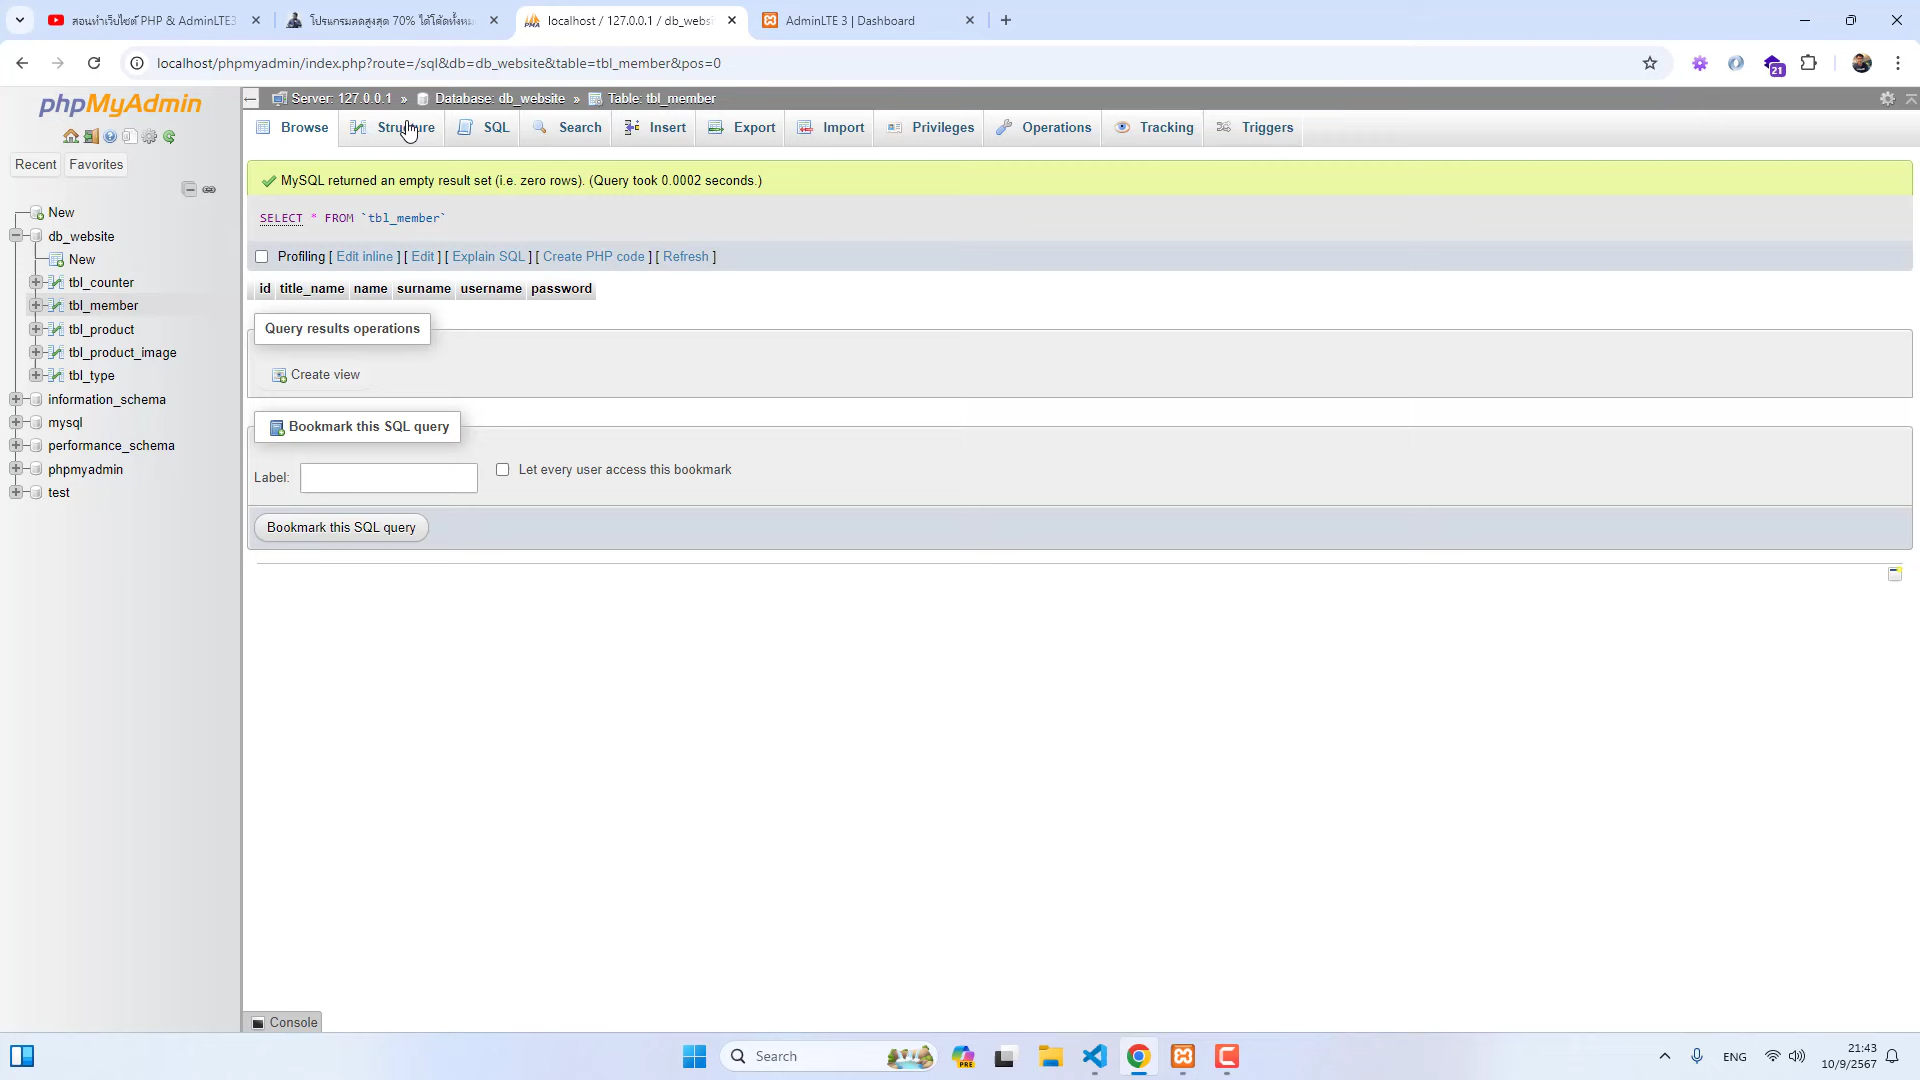 สอนทำเว็บไซต์ PHP & AdminLTE3
โปรแกรมลดสูงสุด 70% ได้โค้ดทั้งหม
localhost / 127.0.0.1 / db_websi
AdminLTE 3 | Dashboard
localhost/phpmyadmin/index.php?route=/sql&db=db_website&table=tbl_member&pos=0
21
phpMyAdmin
Recent
Favorites
New
db_website
New
tbl_counter
tbl_member
tbl_product
tbl_product_image
tbl_type
information_schema
mysql
performance_schema
phpmyadmin
test
Server: 127.0.0.1 » Database: db_website » Table: tbl_member
Browse Structure SQL Search Insert Export Import Privileges Operations Tracking Triggers
MySQL returned an empty result set (i.e. zero rows). (Query took 0.0002 seconds.)
SELECT * FROM `tbl_member`
Profiling [ Edit inline ] [ Edit ] [ Explain SQL ] [ Create PHP code ] [ Refresh ]
id title_name name surname username password
Query results operations
Create view
Bookmark this SQL query
Label:
Let every user access this bookmark
Bookmark this SQL query
Console
Search
PRE
ENG
21:43
10/9/2567